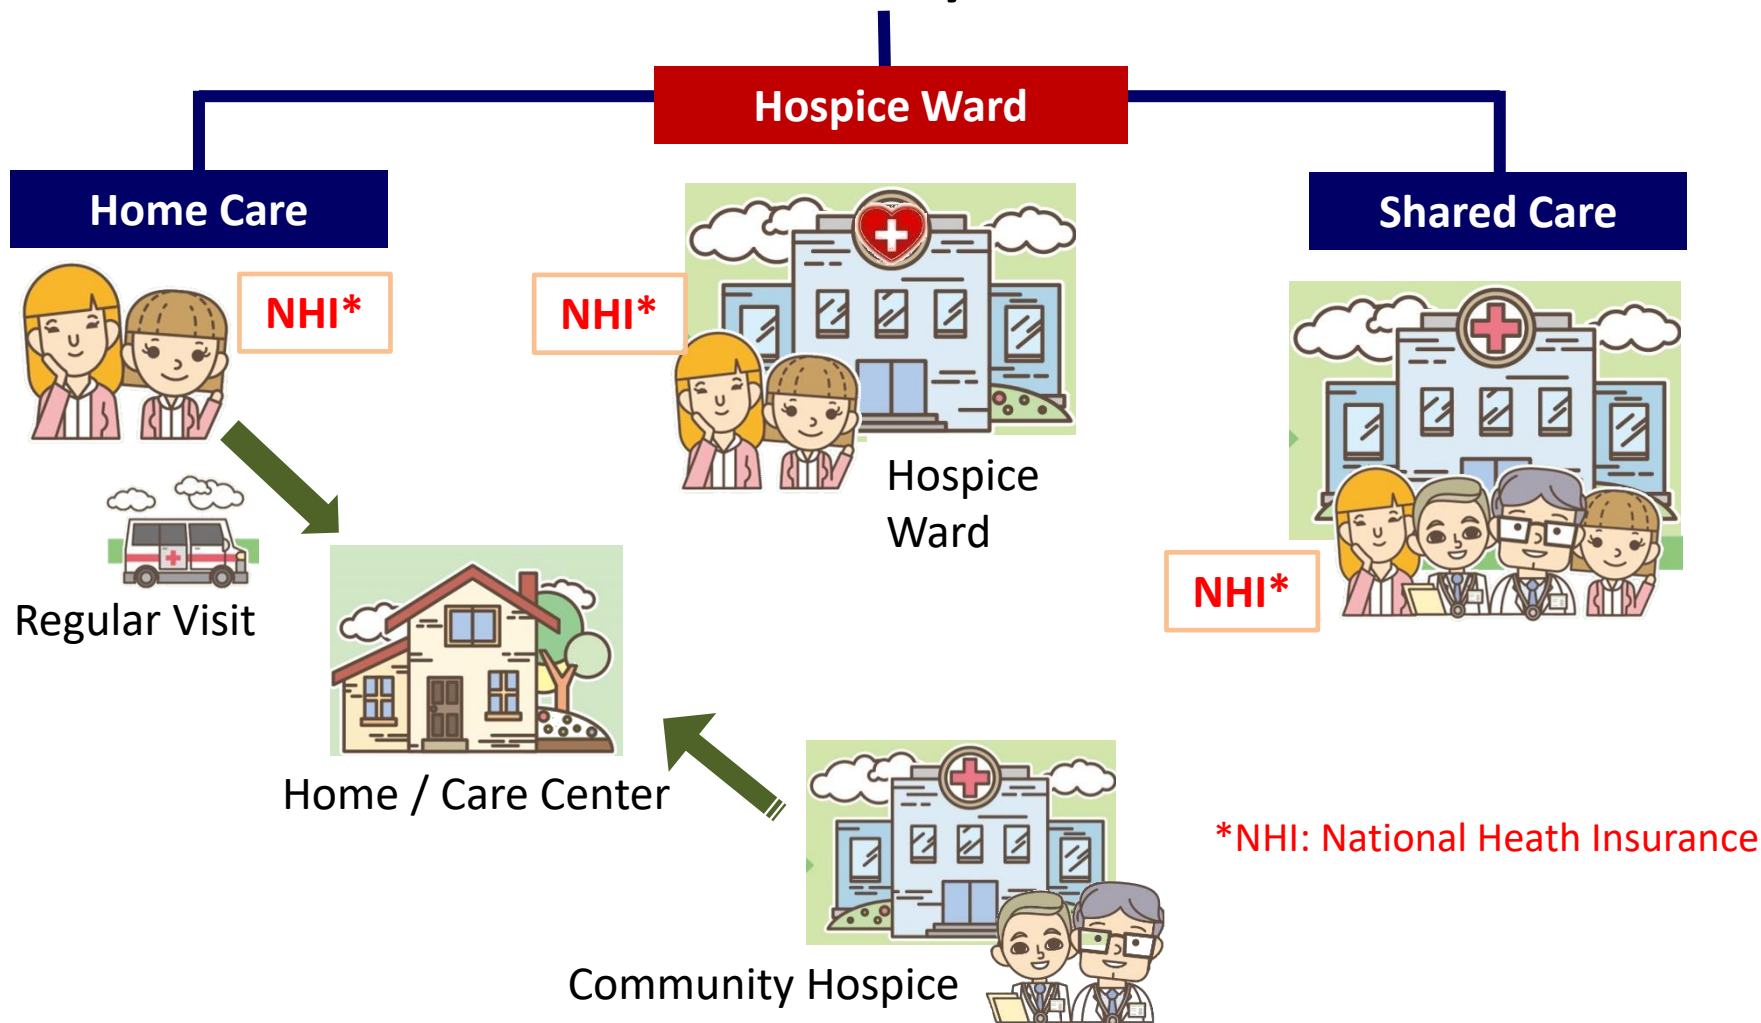 Hospice Ward
Home Care
Shared Care
NHI*
NHI*
Hospice
Ward
NHI*
Regular Visit
Home / Care Center
*NHI: National Heath Insurance
Community Hospice